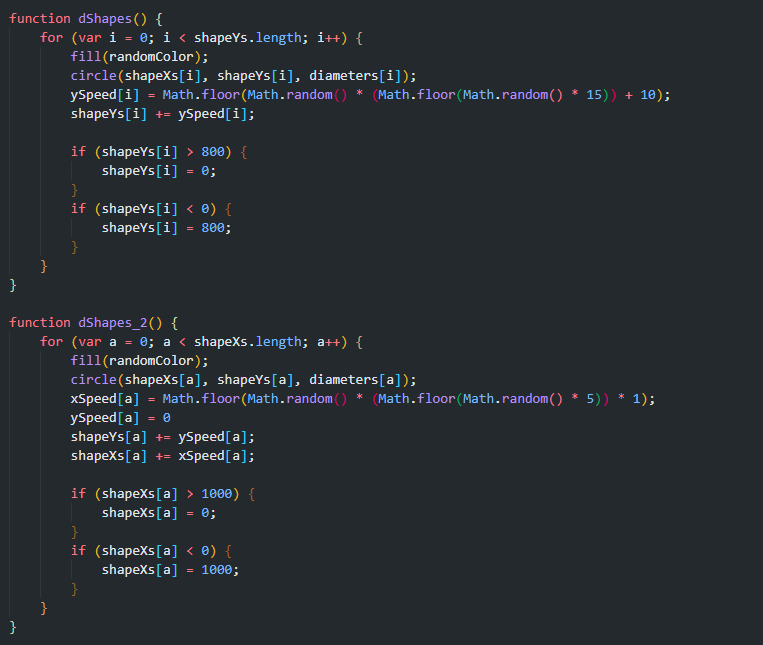 function dShapes() {
    for (var i = 0; i < shapeYs.length; i++) {
        fill(randomColor);
        circle(shapeXs[i], shapeYs[i], diameters[i]);
        ySpeed[i] = Math.floor(Math.random() * (Math.floor(Math.random() * 15)) + 10);
        shapeYs[i] += ySpeed[i];

        if (shapeYs[i] > 800) {
            shapeYs[i] = 0;
        }
        if (shapeYs[i] < 0) {
            shapeYs[i] = 800;
        }
    }
}

function dShapes_2() {
    for (var a = 0; a < shapeXs.length; a++) {
        fill(randomColor);
        circle(shapeXs[a], shapeYs[a], diameters[a]);
        xSpeed[a] = Math.floor(Math.random() * (Math.floor(Math.random() * 5)) * 1);
        ySpeed[a] = 0
        shapeYs[a] += ySpeed[a];
        shapeXs[a] += xSpeed[a];

        if (shapeXs[a] > 1000) {
            shapeXs[a] = 0;
        }
        if (shapeXs[a] < 0) {
            shapeXs[a] = 1000;
        }
    }
}